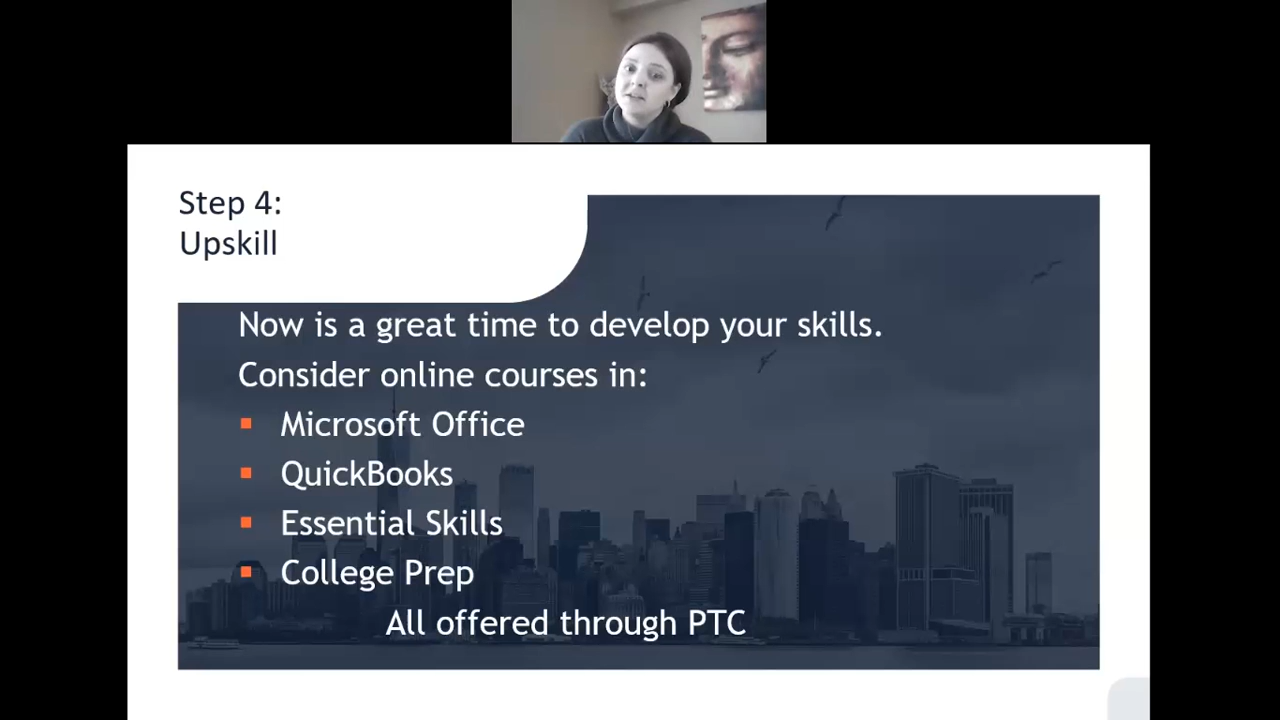 Step 4:
Upskill
Now is a great time to develop your skills.
Consider online courses in:
▪ Microsoft Office
▪ QuickBooks
▪ Essential Skills
▪ College Prep
All offered through PTC